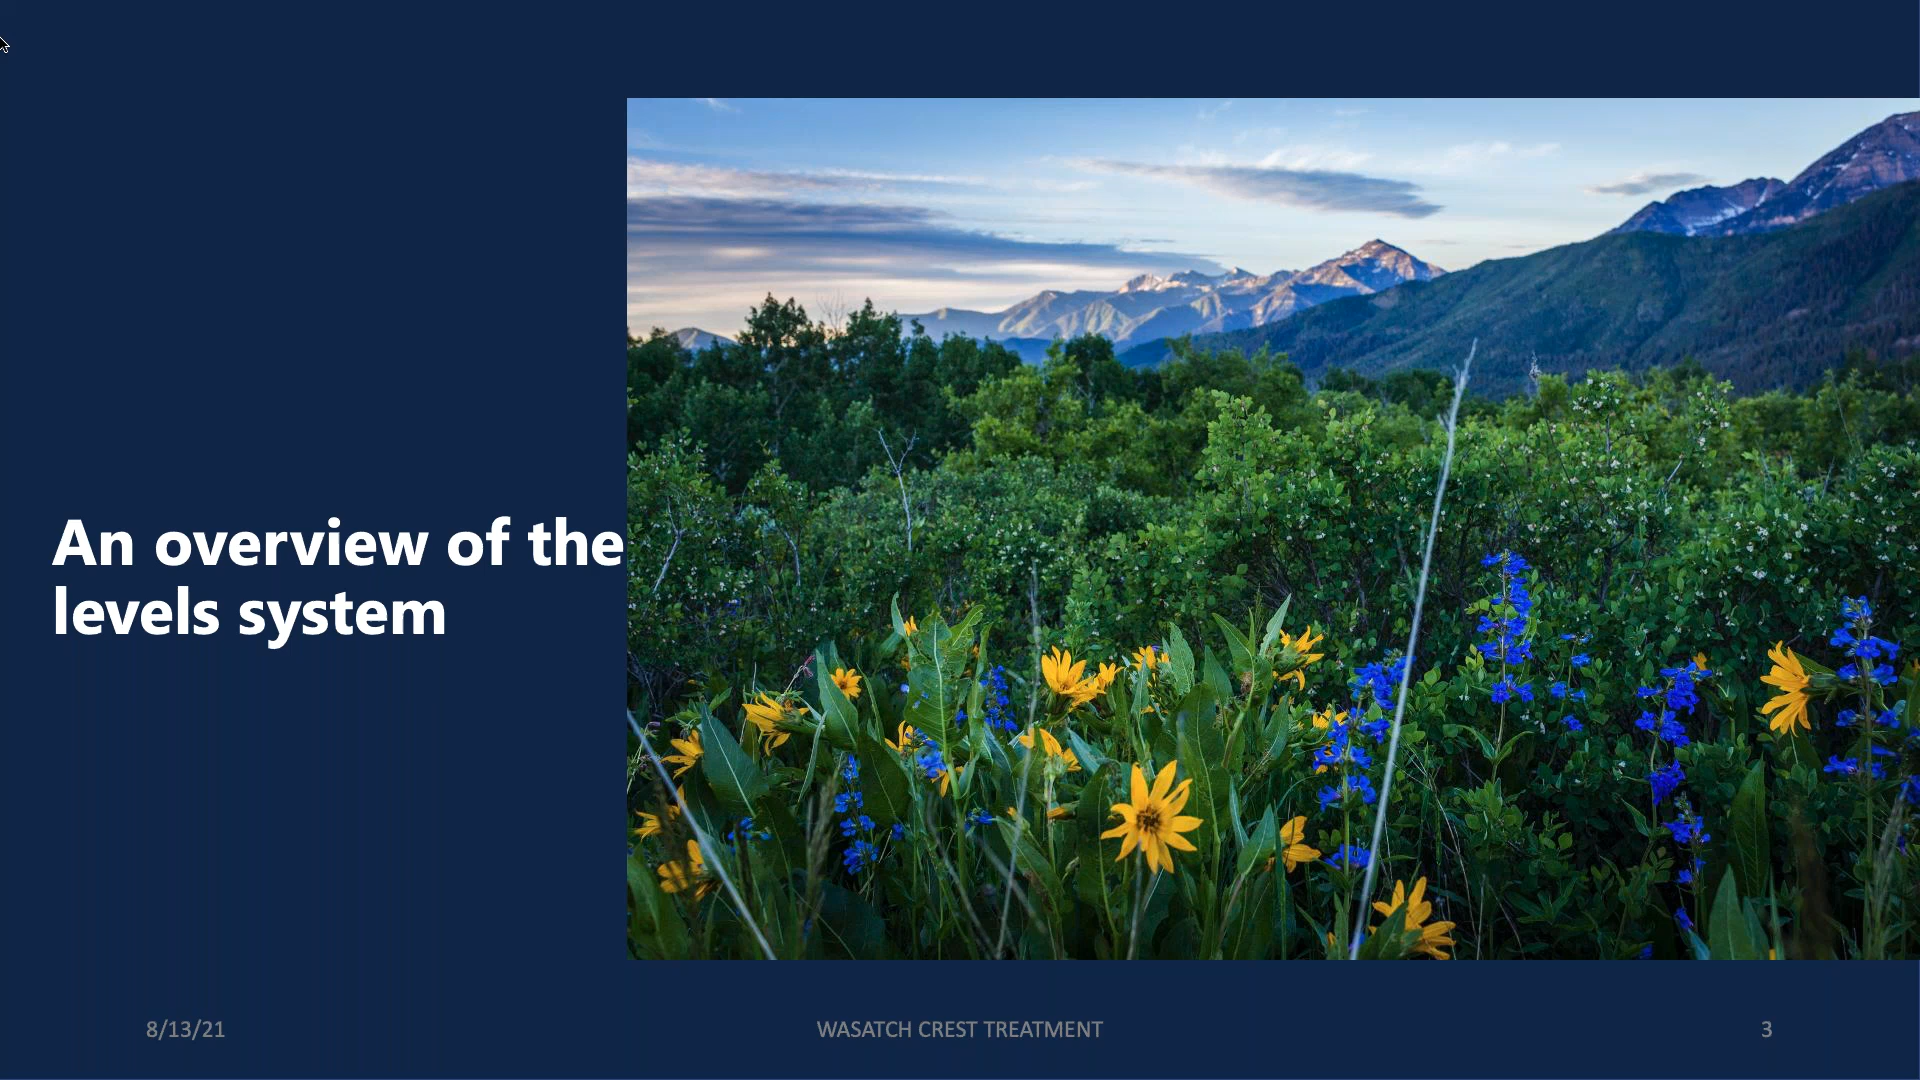 An overview of the
levels system
8/13/21
WASATCH CREST TREATMENT
3